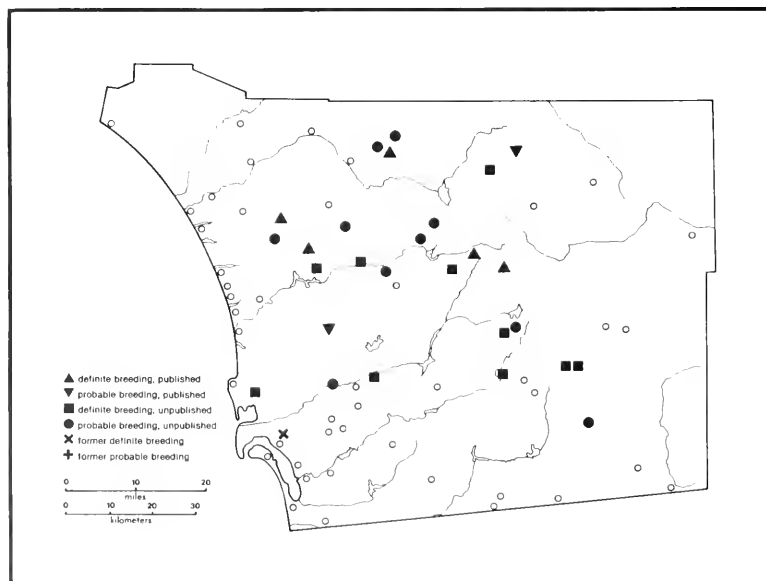 ▲ definite breeding, published
▼ probable breeding, published
■ definite breeding, unpublished
● probable breeding, unpublished
✕ former definite breeding
+ former probable breeding
0 10 20
miles
0 10 20 30
kilometers